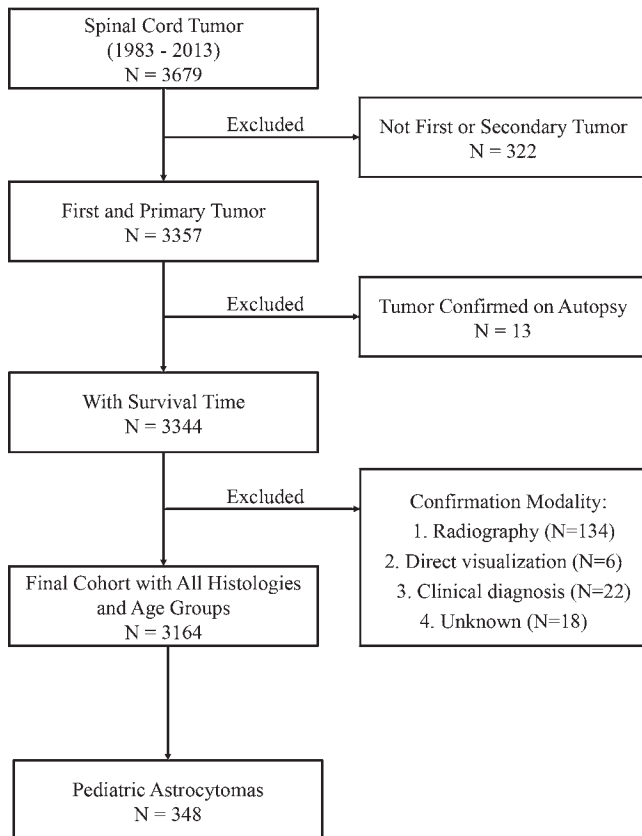 Spinal Cord Tumor
(1983 - 2013)
N = 3679
Excluded
Not First or Secondary Tumor
N = 322
First and Primary Tumor
N = 3357
Excluded
Tumor Confirmed on Autopsy
N = 13
With Survival Time
N = 3344
Excluded
Confirmation Modality:
1. Radiography (N=134)
2. Direct visualization (N=6)
3. Clinical diagnosis (N=22)
4. Unknown (N=18)
Final Cohort with All Histologies
and Age Groups
N = 3164
Pediatric Astrocytomas
N = 348